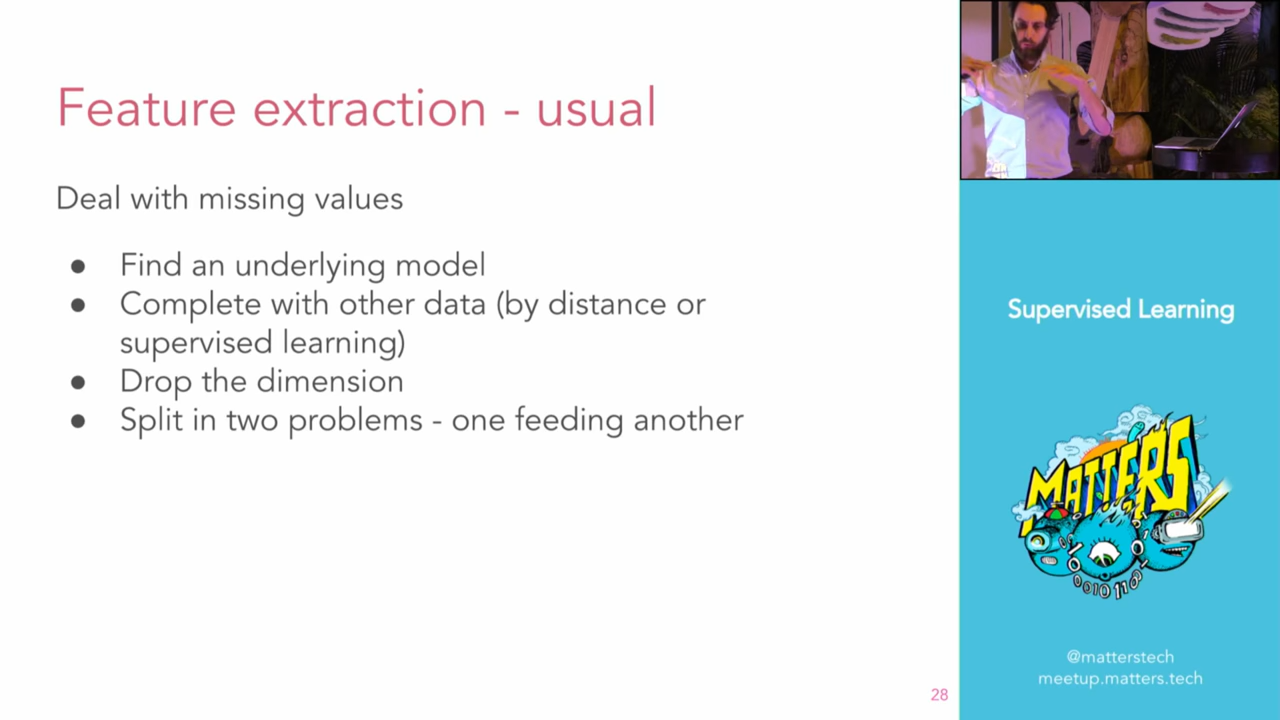 Feature extraction - usual
Deal with missing values
● Find an underlying model
● Complete with other data (by distance or
supervised learning)
● Drop the dimension
● Split in two problems - one feeding another
28
Supervised Learning
MATTERS
@matterstech
meetup.matters.tech